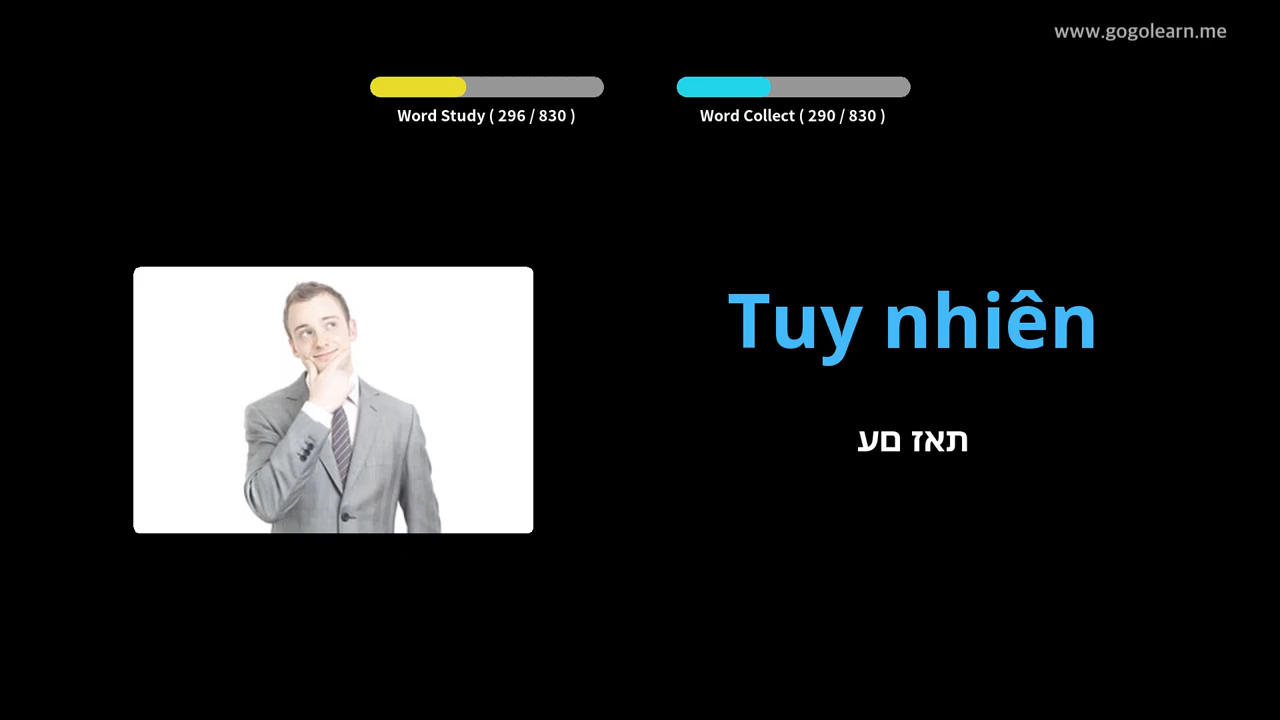 www.gogolearn.me
Word Study ( 296 / 830 )
Word Collect ( 290 / 830 )
Tuy nhiên
תאז םע